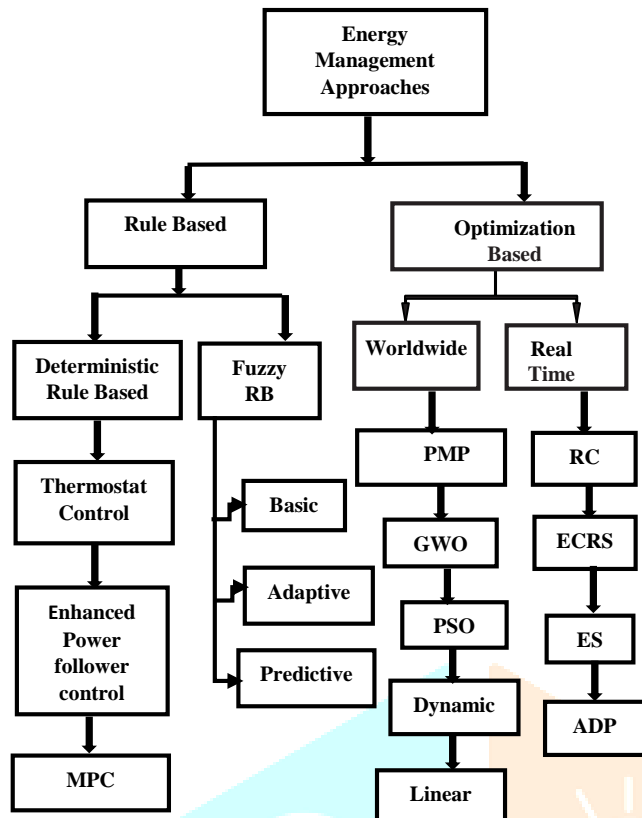 Energy
Management
Approaches
Rule Based
Optimization
Based
Deterministic
Rule Based
Fuzzy
RB
Worldwide
Real
Time
Thermostat
Control
Basic
PMP
RC
GWO
ECRS
Enhanced
Power
follower
control
Adaptive
PSO
ES
Predictive
Dynamic
ADP
MPC
Linear